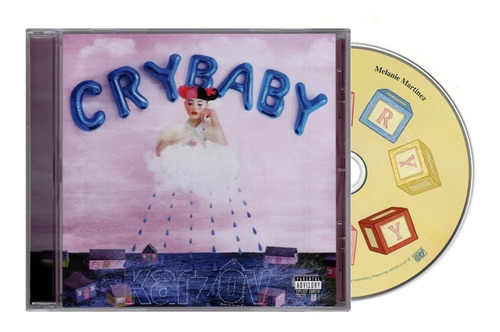 CRYBABY
karzov
PARENTAL
ADVISORY
EXPLICIT CONTENT
Melanie Martinez
R
Y
Y